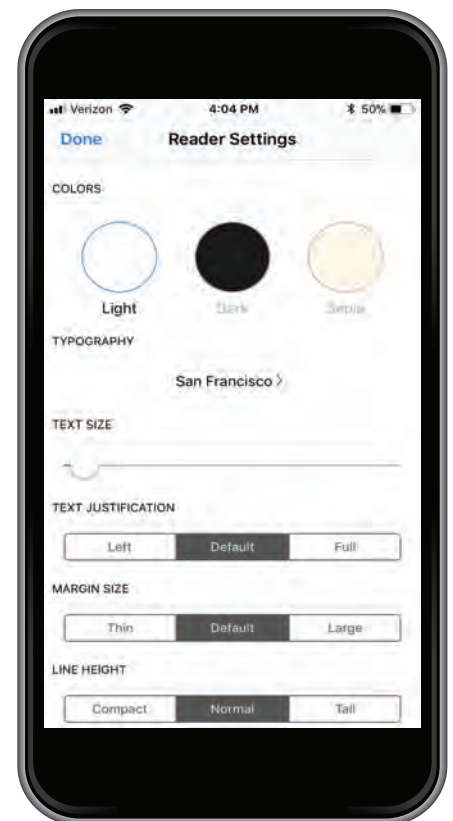 Verizon 4:04 PM 50%
Done Reader Settings
COLORS
Light Dark Sepia
TYPOGRAPHY
San Francisco >
TEXT SIZE
TEXT JUSTIFICATION
Left Default Full
MARGIN SIZE
Thin Default Large
LINE HEIGHT
Compact Normal Tall